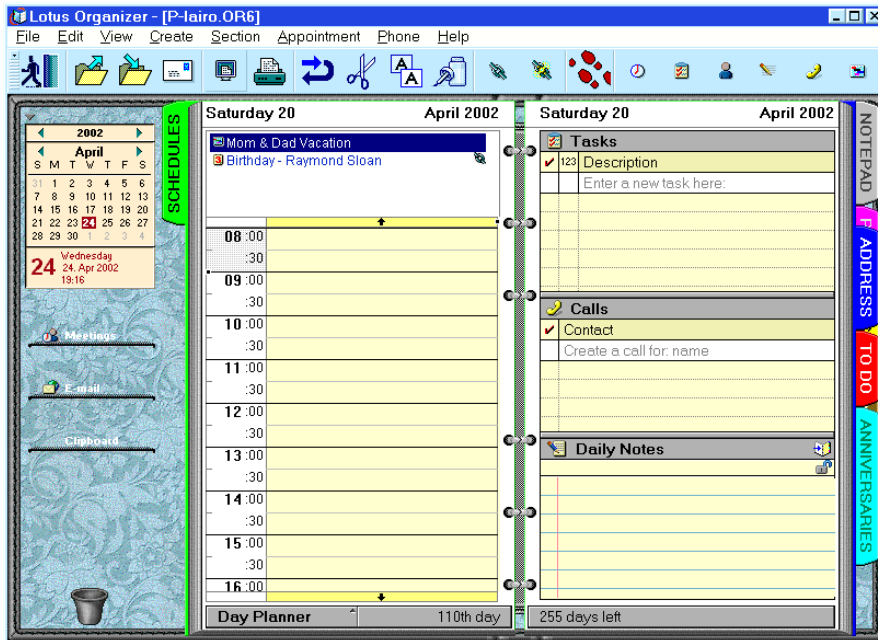 Lotus Organizer - [P-lairo.OR6]
File Edit View Create Section Appointment Phone Help
2002
April
S M T W T F S
31 1 2 3 4 5 6
7 8 9 10 11 12 13
14 15 16 17 18 19 20
21 22 23 24 25 26 27
28 29 30 1 2 3 4
24
Wednesday
24. Apr 2002
19:16
Meetings
E-mail
Clipboard
SCHEDULES
Saturday 20 April 2002
Mom & Dad Vacation
Birthday - Raymond Sloan
08 :00
:30
09 :00
:30
10 :00
:30
11 :00
:30
12 :00
:30
13 :00
:30
14 :00
:30
15 :00
:30
16 :00
Day Planner 110th day
Saturday 20 April 2002
Tasks
123 Description
Enter a new task here:
Calls
Contact
Create a call for: name
Daily Notes
255 days left
NOTEPAD
P
ADDRESS
TO DO
ANNIVERSARIES